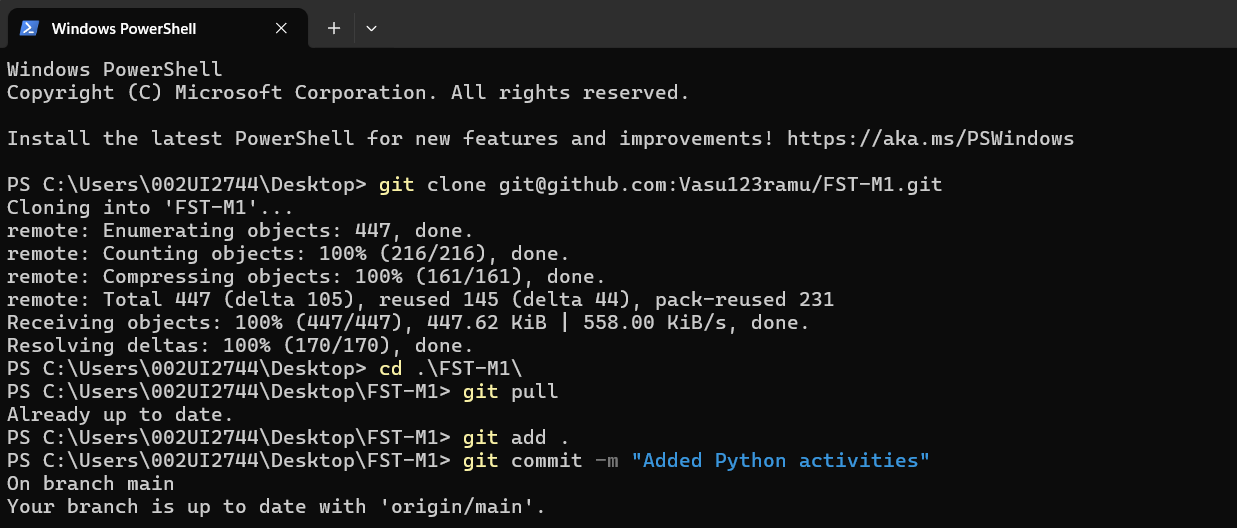 Windows PowerShell
Windows PowerShell
Copyright (C) Microsoft Corporation. All rights reserved.
Install the latest PowerShell for new features and improvements! https://aka.ms/PSWindows
PS C:\Users\002UI2744\Desktop> git clone git@github.com:Vasu123ramu/FST-M1.git
Cloning into 'FST-M1'...
remote: Enumerating objects: 447, done.
remote: Counting objects: 100% (216/216), done.
remote: Compressing objects: 100% (161/161), done.
remote: Total 447 (delta 105), reused 145 (delta 44), pack-reused 231
Receiving objects: 100% (447/447), 447.62 KiB | 558.00 KiB/s, done.
Resolving deltas: 100% (170/170), done.
PS C:\Users\002UI2744\Desktop> cd .\FST-M1\
PS C:\Users\002UI2744\Desktop\FST-M1> git pull
Already up to date.
PS C:\Users\002UI2744\Desktop\FST-M1> git add .
PS C:\Users\002UI2744\Desktop\FST-M1> git commit -m "Added Python activities"
On branch main
Your branch is up to date with 'origin/main'.